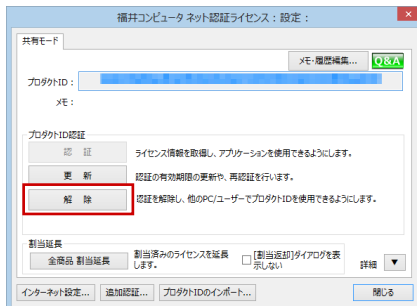 福井コンピュータ ネット認証ライセンス：設定：
×
共有モード
メモ・履歴編集... Q&A
プロダクトID：
メモ：
プロダクトID認証
認　証 ライセンス情報を取得し、アプリケーションを使用できるようにします。
更　新 認証の有効期限の更新や、再認証を行います。
解　除 認証を解除し、他のPC/ユーザーでプロダクトIDを使用できるようにします。
割当延長
全商品 割当延長 割当済みのライセンスを延長します。 [割当返却]ダイアログを表示しない 詳細 ▼
インターネット設定... 追加認証... プロダクトIDのインポート... 閉じる